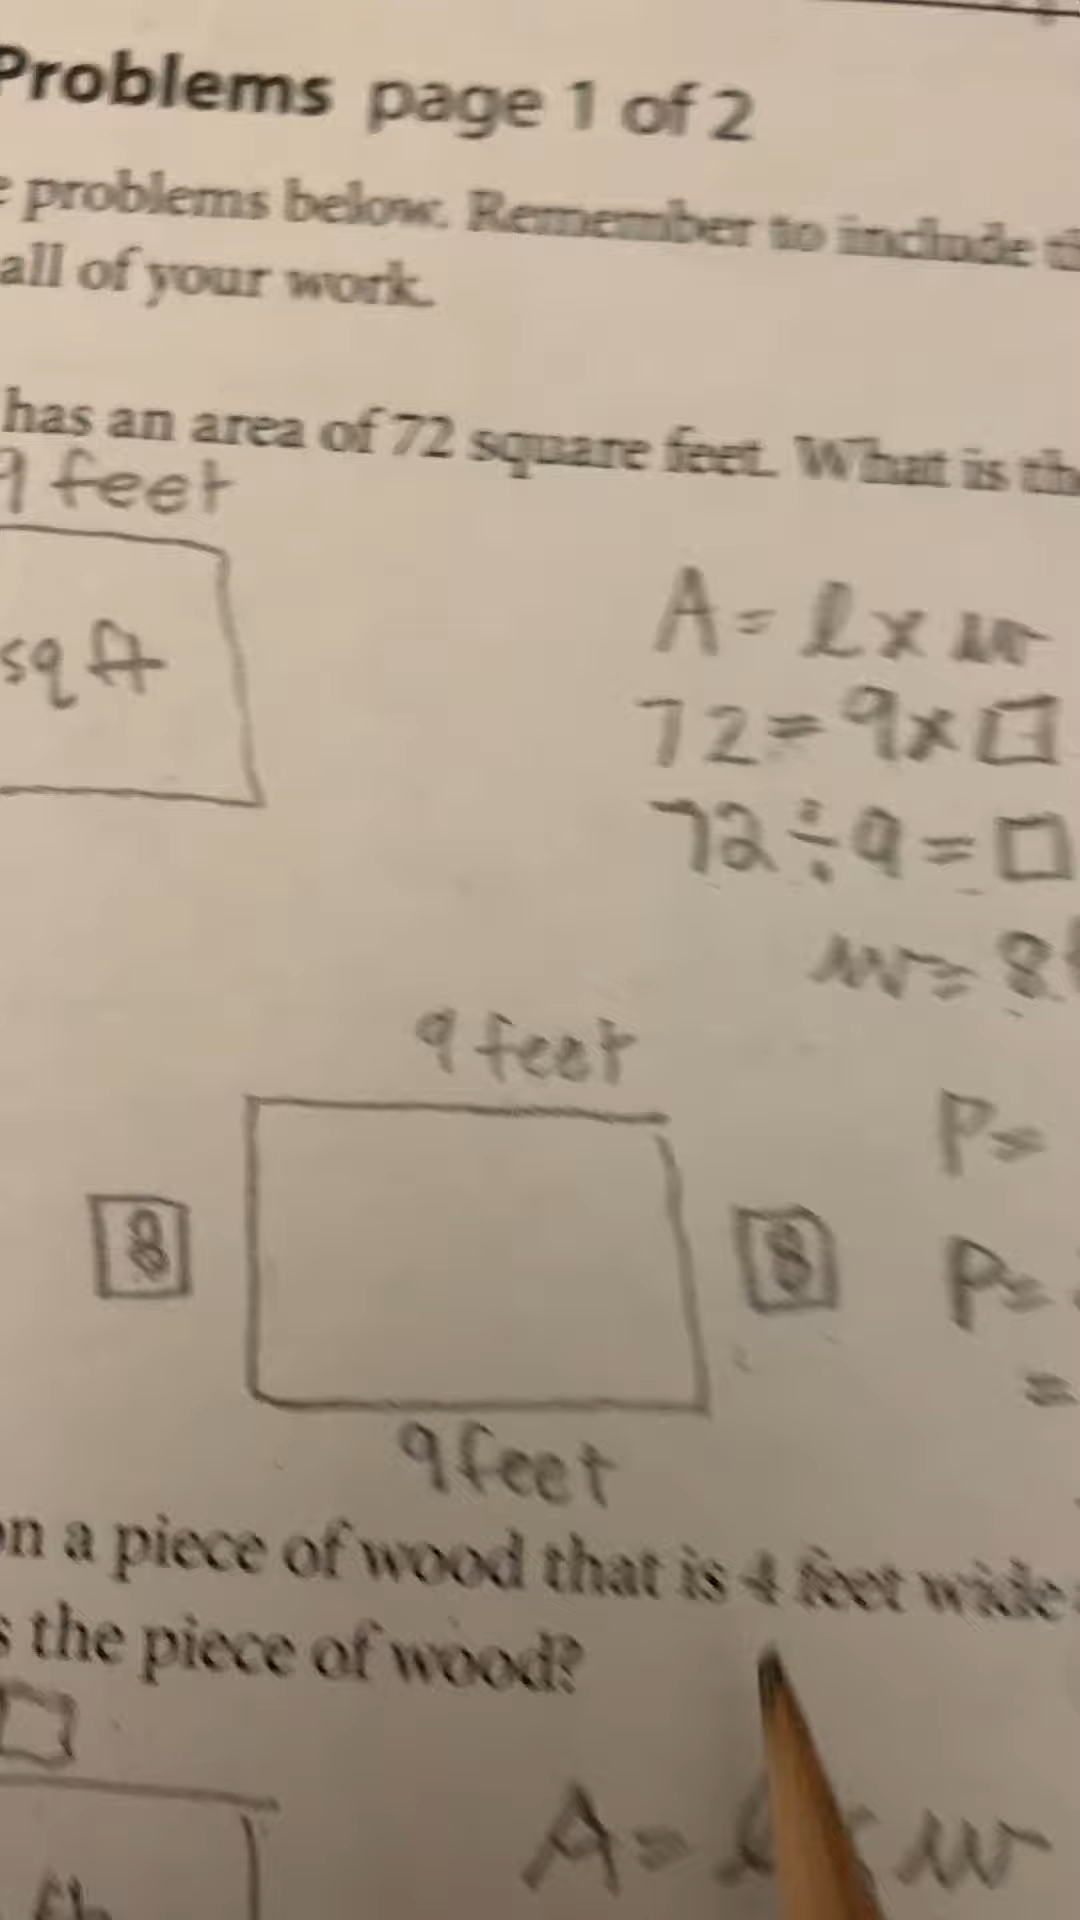 Problems page 1 of 2
problems below. Remember to include
all of your work.
has an area of 72 square feet. What is the
9 feet
sq ft
A = l x w
72 = 9 x □
72 ÷ 9 = □
w = 8
9 feet
P =
8
8
P =
=
9 feet
on a piece of wood that is 4 feet wide
the piece of wood?
□
A = l x w